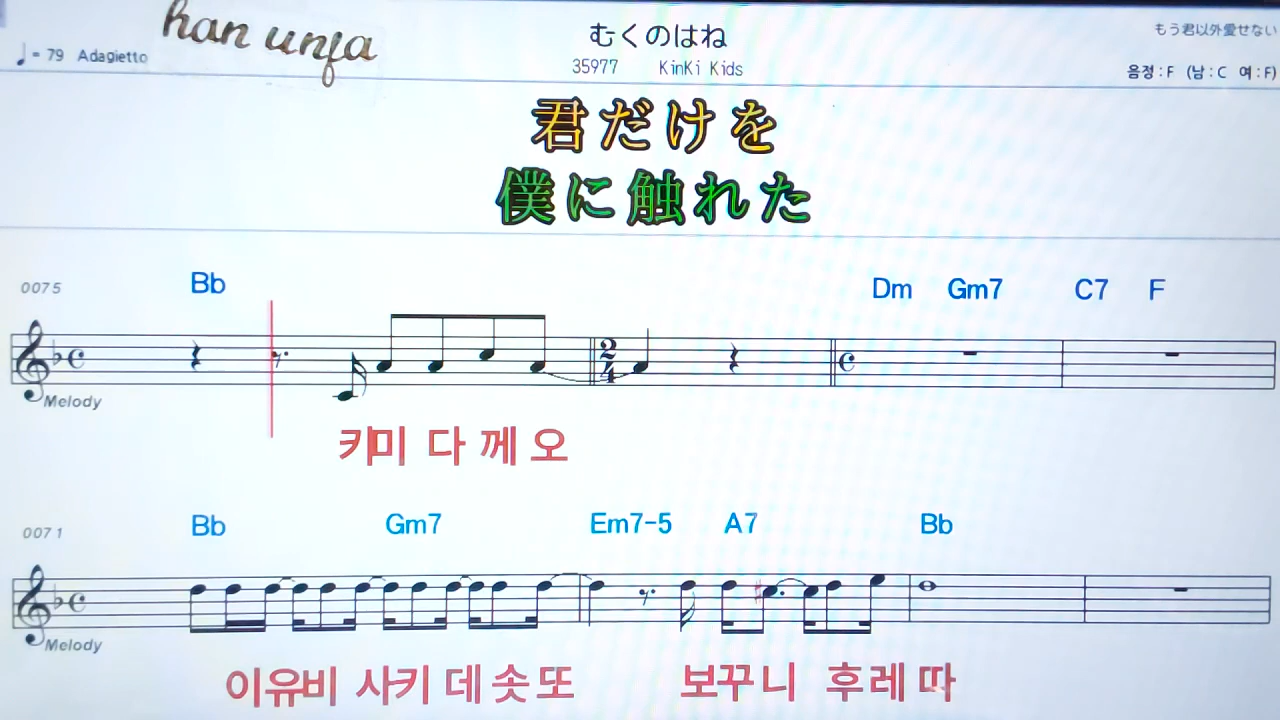 han unja
♩= 79 Adagietto
むくのはね
もう君以外愛せない
35977 KinKi Kids
음정 : F (남 : C 여 : F)
君だけを
僕に触れた
0075 Bb Dm Gm7 C7 F
2
4
Melody
키미 다 께 오
0071 Bb Gm7 Em7-5 A7 Bb
Melody
이유비 사키 데 솟 또 보꾸니 후레 따